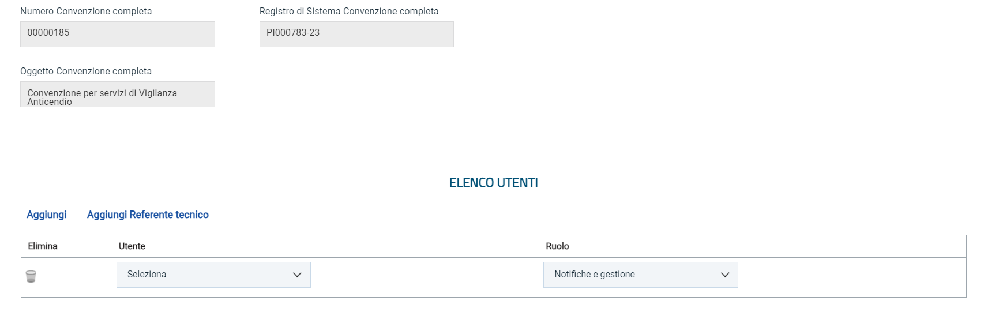 Numero Convenzione completa
Registro di Sistema Convenzione completa
00000185
PI000783-23
Oggetto Convenzione completa
Convenzione per servizi di Vigilanza
Anticendio
ELENCO UTENTI
Aggiungi
Aggiungi Referente tecnico
Elimina
Utente
Ruolo
Seleziona
Notifiche e gestione